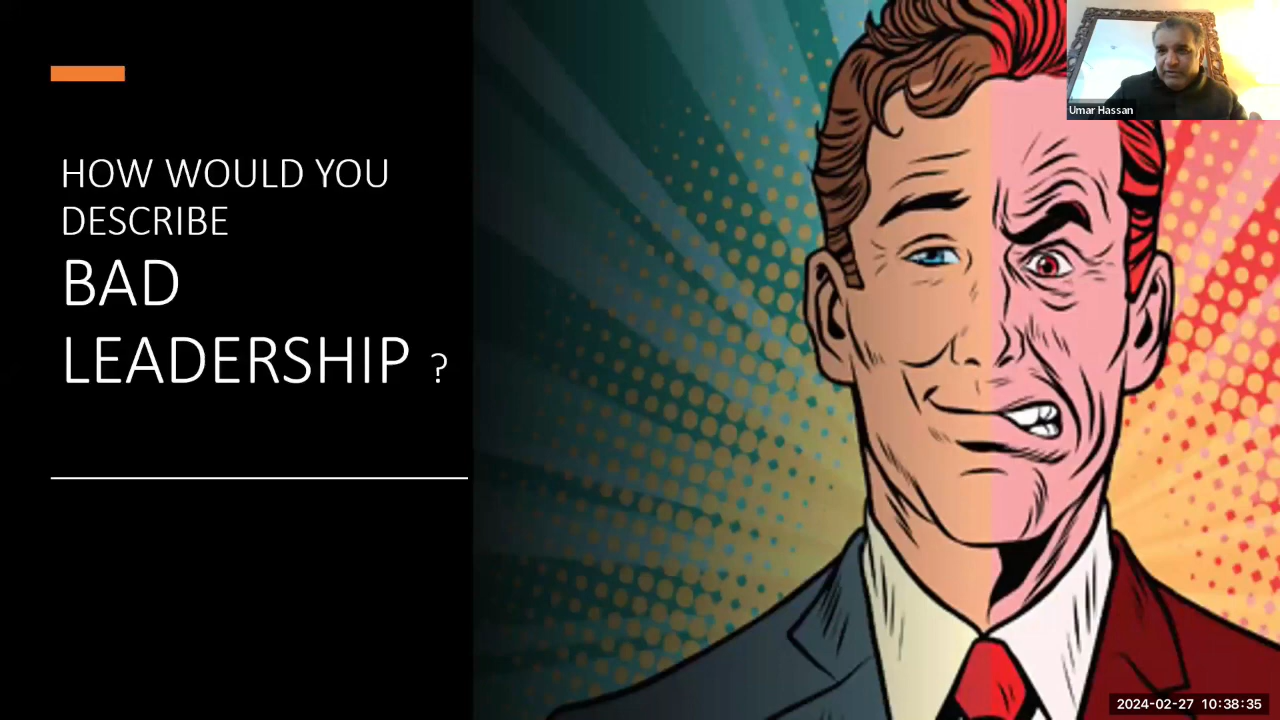 HOW WOULD YOU
DESCRIBE
BAD
LEADERSHIP ?
Umar Hassan
2024-02-27 10:38:35